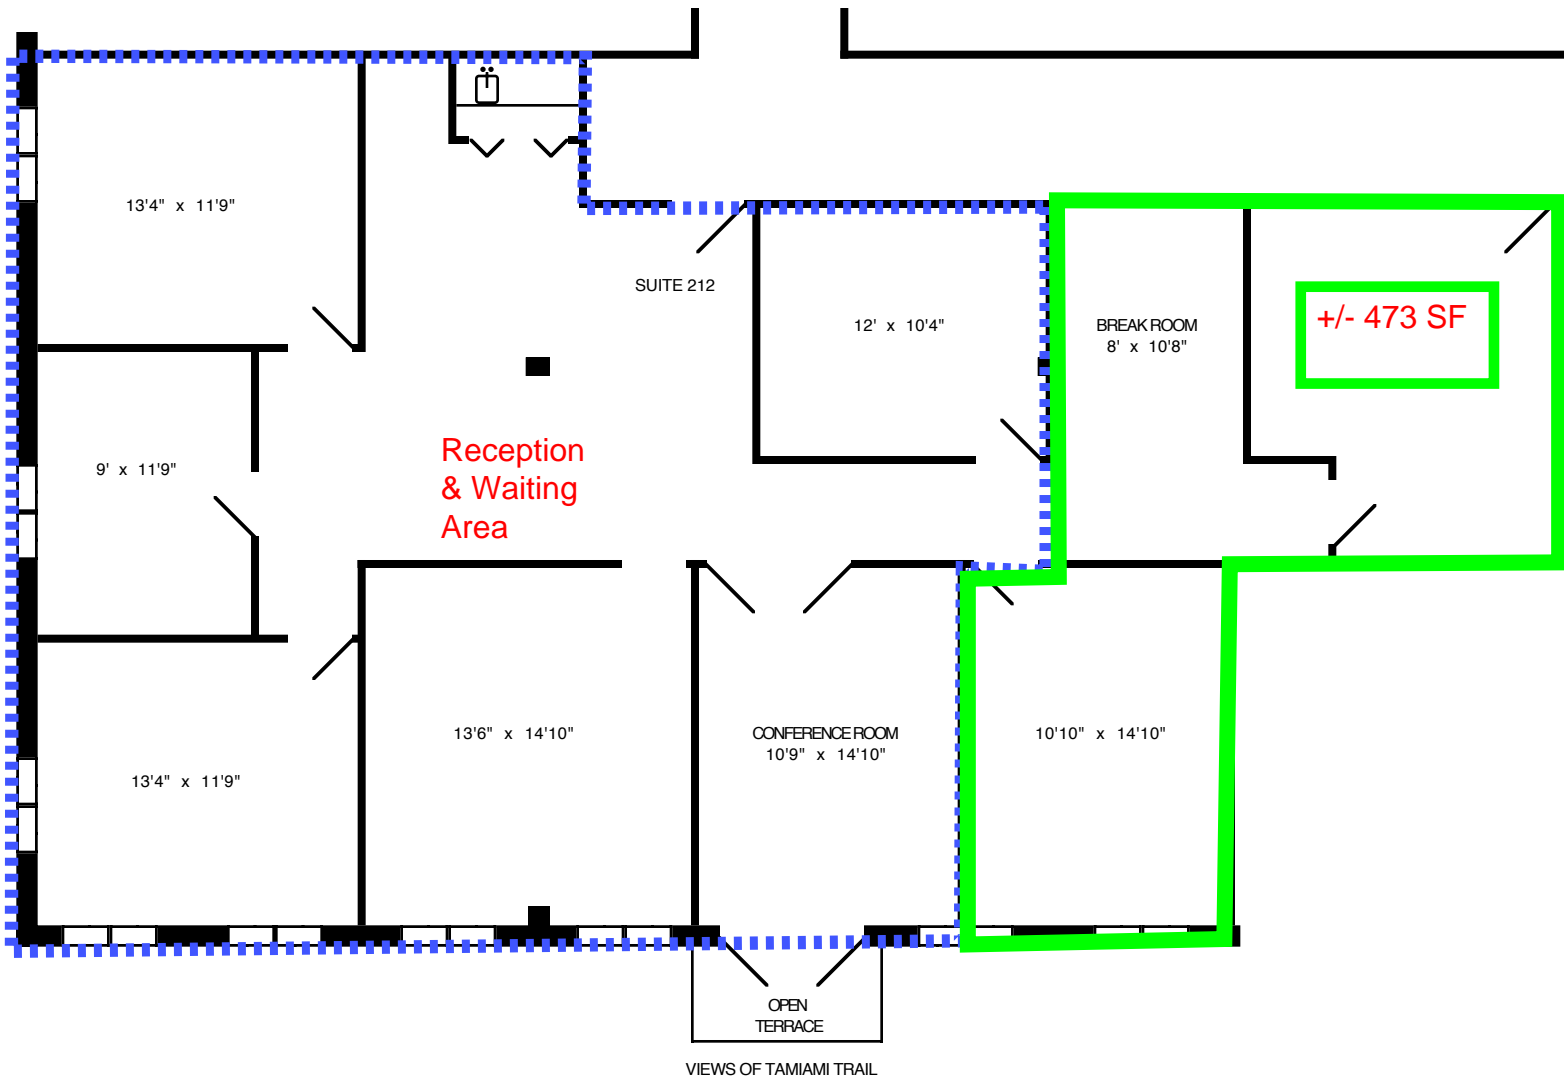 13'4" x 11'9"
SUITE 212
12' x 10'4"
BREAK ROOM
8' x 10'8"
+/- 473 SF
Reception
& Waiting
Area
9' x 11'9"
13'4" x 11'9"
13'6" x 14'10"
CONFERENCE ROOM
10'9" x 14'10"
10'10" x 14'10"
OPEN
TERRACE
VIEWS OF TAMIAMI TRAIL